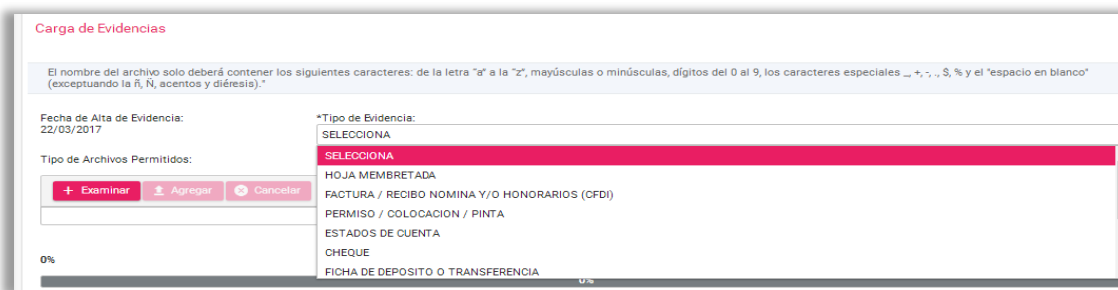 Carga de Evidencias
El nombre del archivo solo deberá contener los siguientes caracteres: de la letra "a" a la "z", mayúsculas o minúsculas, dígitos del 0 al 9, los caracteres especiales _, +, -, ., $, % y el "espacio en blanco"
(exceptuando la ñ, Ñ, acentos y diéresis)."
Fecha de Alta de Evidencia:
22/03/2017
*Tipo de Evidencia:
SELECCIONA
Tipo de Archivos Permitidos:
SELECCIONA
HOJA MEMBRETADA
+ Examinar Agregar Cancelar
FACTURA / RECIBO NOMINA Y/O HONORARIOS (CFDI)
PERMISO / COLOCACION / PINTA
ESTADOS DE CUENTA
CHEQUE
FICHA DE DEPOSITO O TRANSFERENCIA
0%
0%